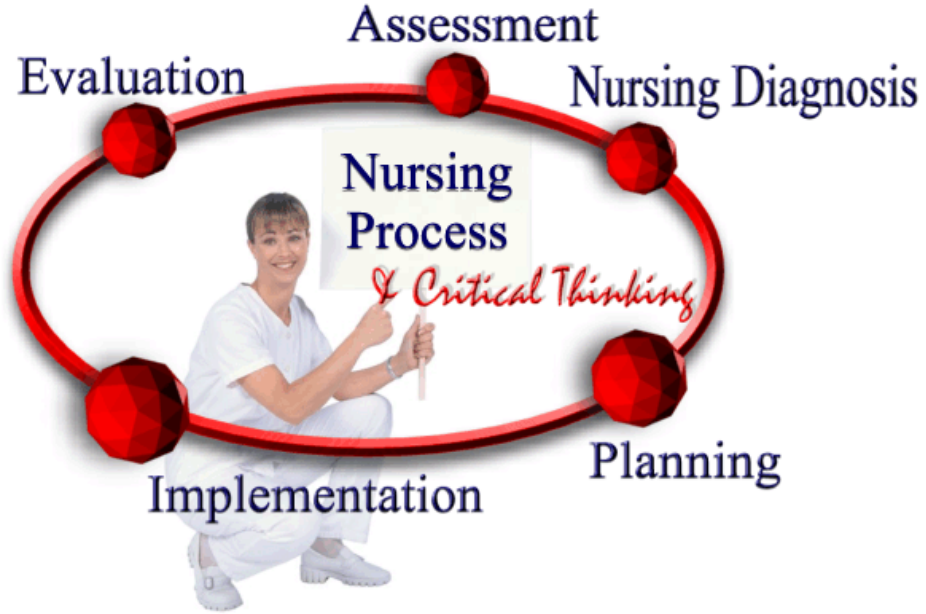 Assessment
Evaluation
Nursing Diagnosis
Nursing
Process
& Critical Thinking
Planning
Implementation